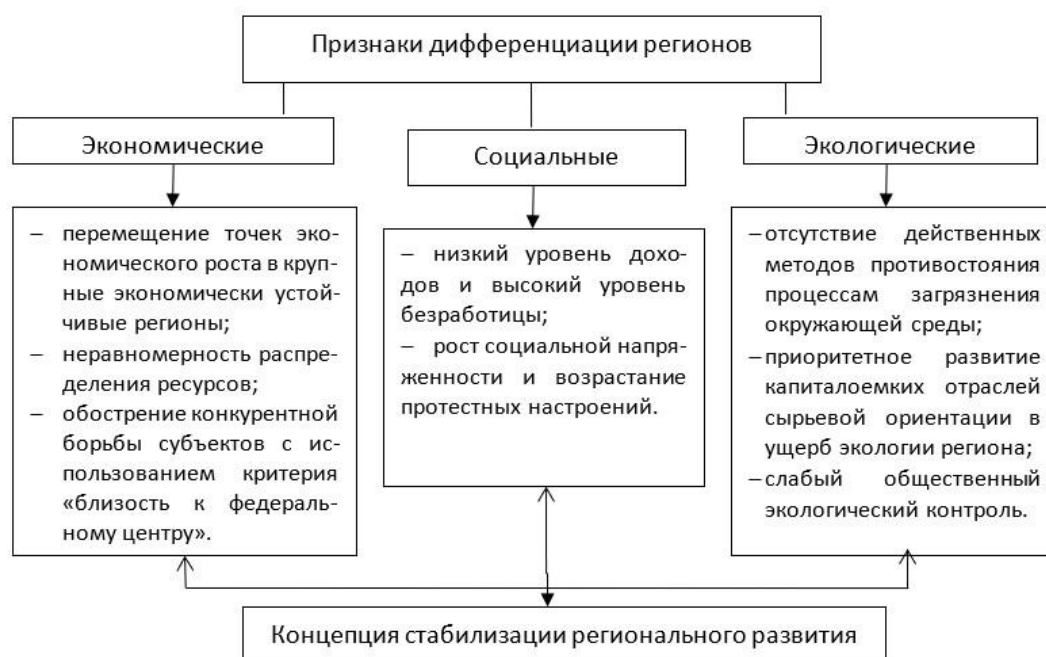 Признаки дифференциации регионов
Экономические
Социальные
Экологические
– перемещение точек эко-
номического роста в круп-
ные экономически устой-
чивые регионы;
– неравномерность распре-
деления ресурсов;
– обострение конкурентной
борьбы субъектов с ис-
пользованием критерия
«близость к федераль-
ному центру».
– низкий уровень дохо-
дов и высокий уровень
безработицы;
– рост социальной напря-
женности и возрастание
протестных настроений.
– отсутствие действенных
методов противостояния
процессам загрязнения
окружающей среды;
– приоритетное развитие
капиталоемких отраслей
сырьевой ориентации в
ущерб экологии региона;
– слабый общественный
экологический контроль.
Концепция стабилизации регионального развития